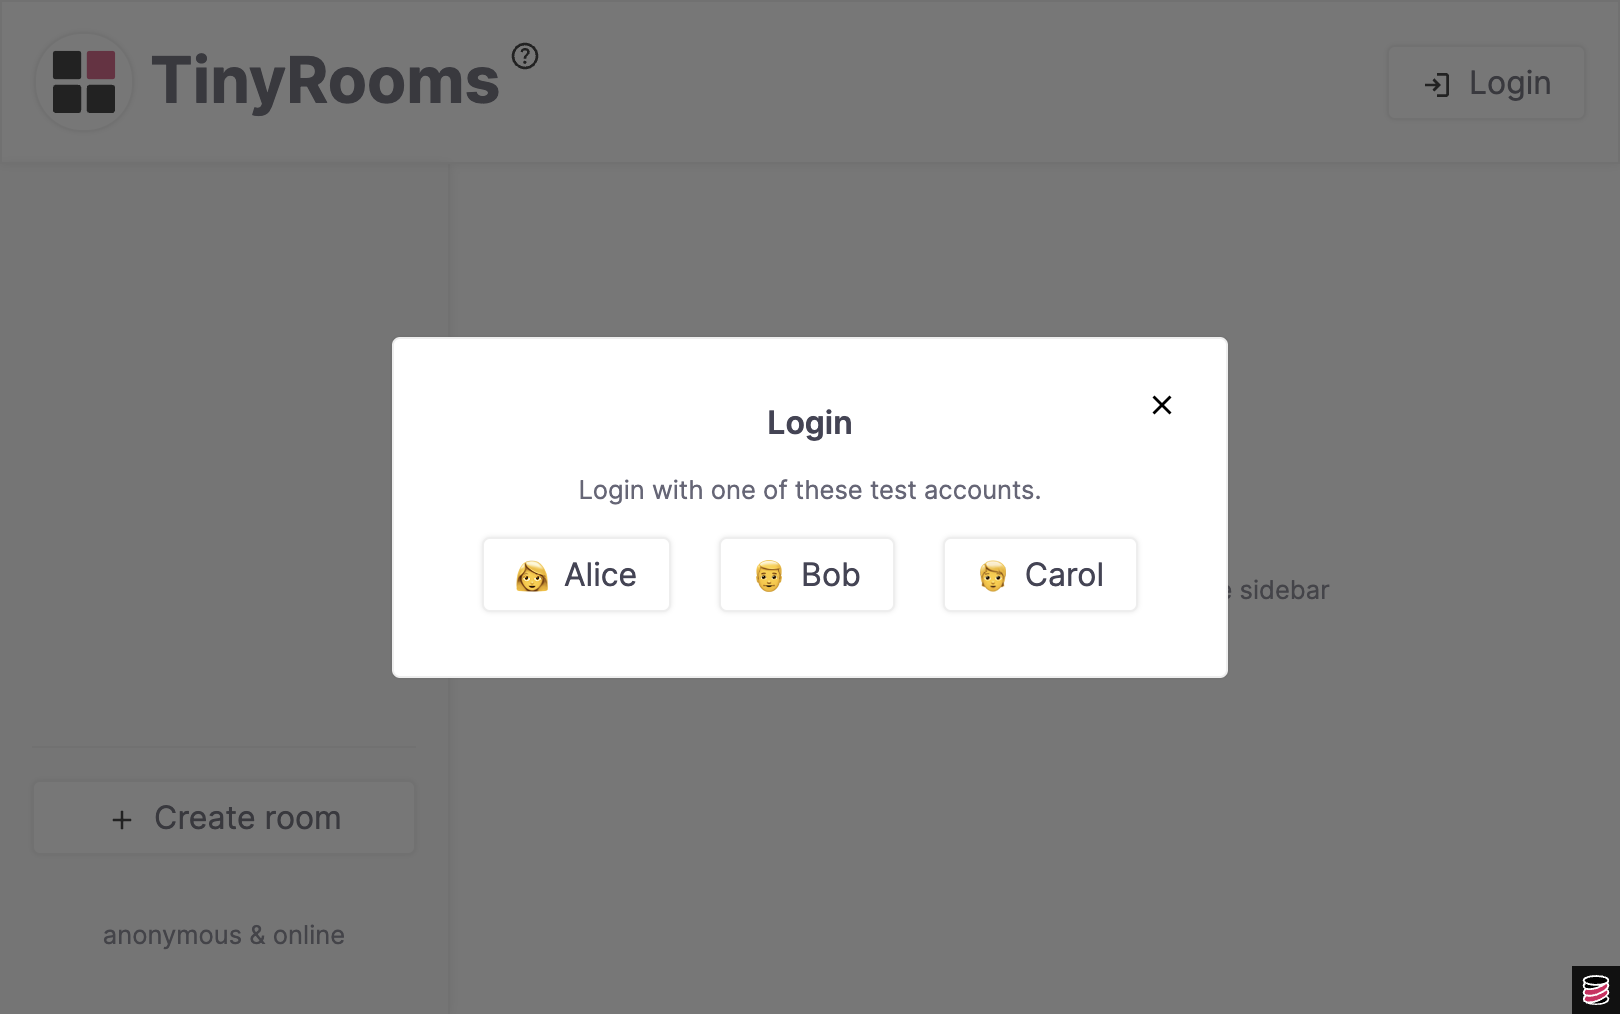 TinyRooms
Login
Login
Login with one of these test accounts.
Alice
Bob
Carol
sidebar
+ Create room
anonymous & online